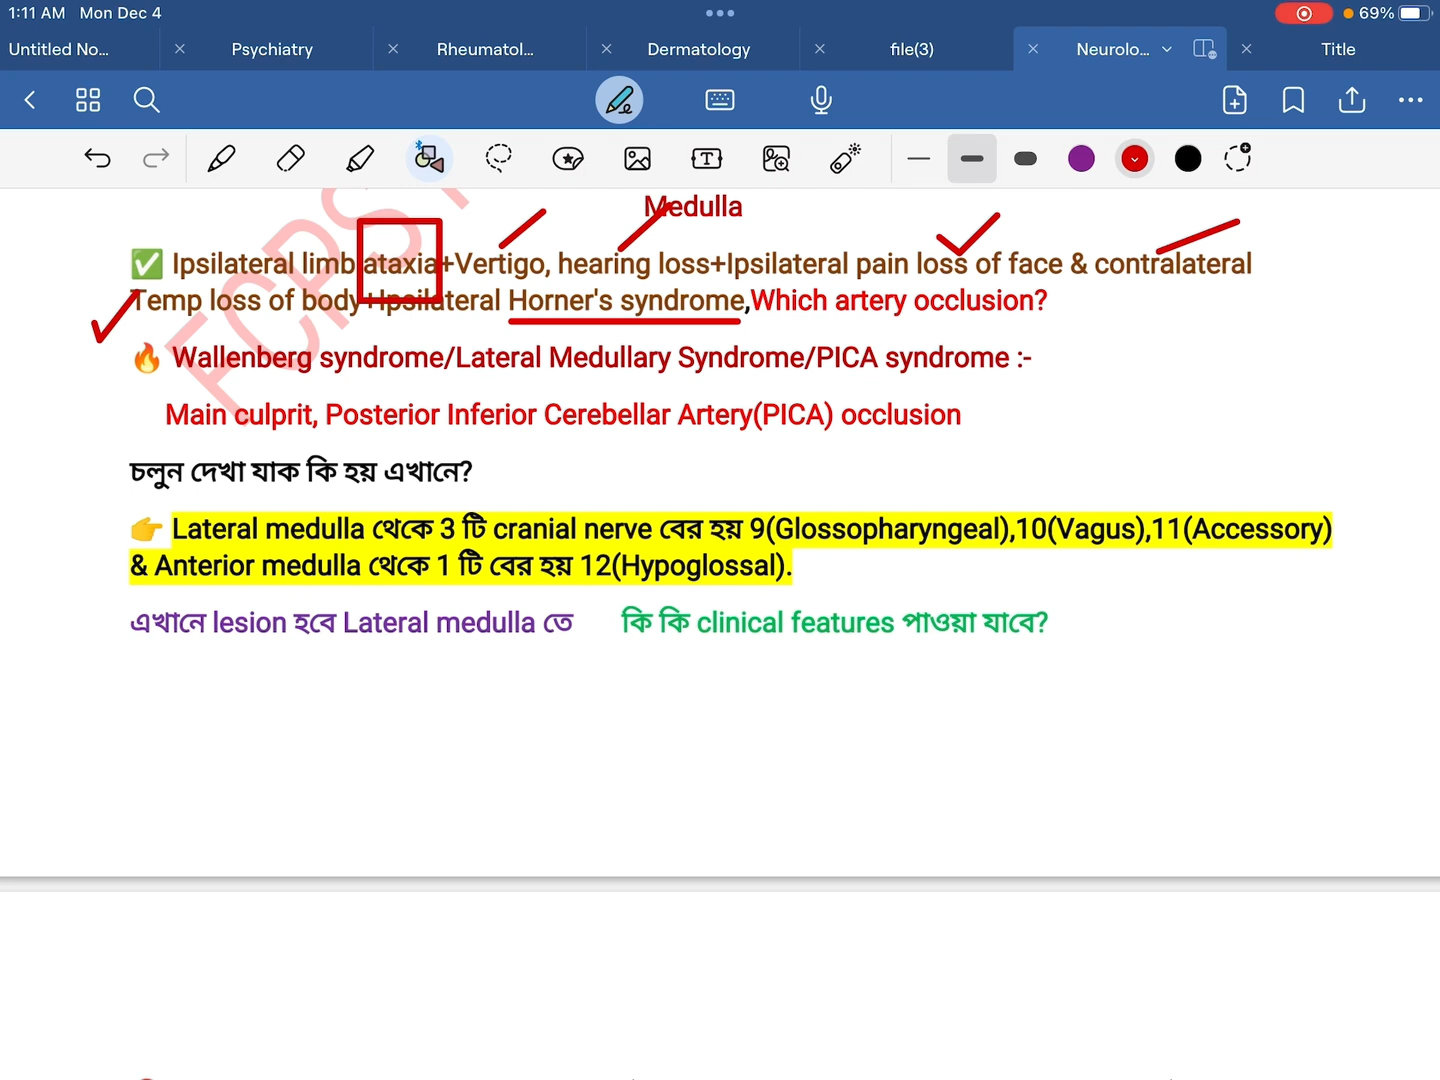 1:11 AM Mon Dec 4
69%
Untitled No... Psychiatry Rheumatol... Dermatology file(3) Neurolo... Title
Medulla
✅ Ipsilateral limb ataxia+Vertigo, hearing loss+Ipsilateral pain loss of face & contralateral
Temp loss of body+Ipsilateral Horner's syndrome,Which artery occlusion?
🔥 Wallenberg syndrome/Lateral Medullary Syndrome/PICA syndrome :-
Main culprit, Posterior Inferior Cerebellar Artery(PICA) occlusion
চলুন দেখা যাক কি হয় এখানে?
👉 Lateral medulla থেকে 3 টি cranial nerve বের হয় 9(Glossopharyngeal),10(Vagus),11(Accessory)
& Anterior medulla থেকে 1 টি বের হয় 12(Hypoglossal).
এখানে lesion হবে Lateral medulla তে কি কি clinical features পাওয়া যাবে?
FCPS